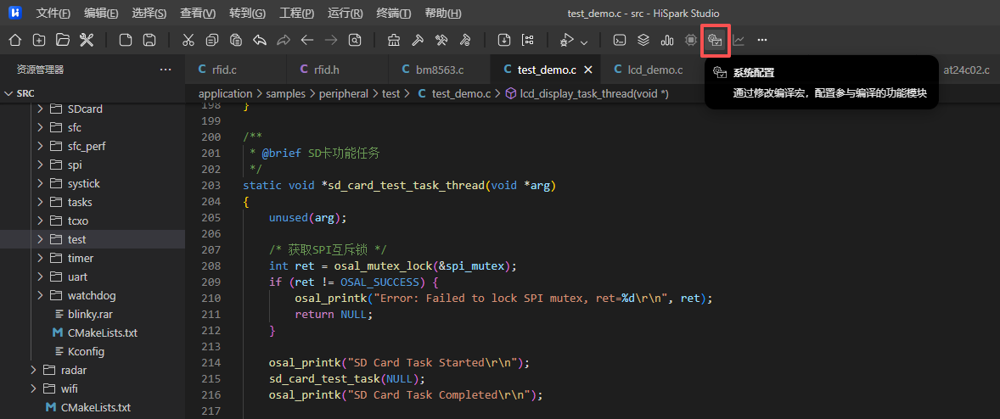 文件(F) 编辑(E) 选择(S) 查看(V) 转到(G) 工程(P) 运行(R) 终端(T) 帮助(H) test_demo.c - src - HiSpark Studio
资源管理器 ···
C rfid.c C rfid.h C bm8563.c C test_demo.c × C lcd_demo.c at24c02.c
系统配置
通过修改编译宏，配置参与编译的功能模块
SRC
application > samples > peripheral > test > C test_demo.c > lcd_display_task_thread(void *)
SDcard
sfc
sfc_perf
spi
systick
tasks
tcxo
test
timer
uart
watchdog
blinky.rar
M CMakeLists.txt
Kconfig
radar
wifi
M CMakeLists.txt
198 }
199
200 /**
201 * @brief SD卡功能任务
202 */
203 static void *sd_card_test_task_thread(void *arg)
204 {
205 unused(arg);
206
207 /* 获取SPI互斥锁 */
208 int ret = osal_mutex_lock(&spi_mutex);
209 if (ret != OSAL_SUCCESS) {
210 osal_printk("Error: Failed to lock SPI mutex, ret=%d\r\n", ret);
211 return NULL;
212 }
213
214 osal_printk("SD Card Task Started\r\n");
215 sd_card_test_task(NULL);
216 osal_printk("SD Card Task Completed\r\n");
217